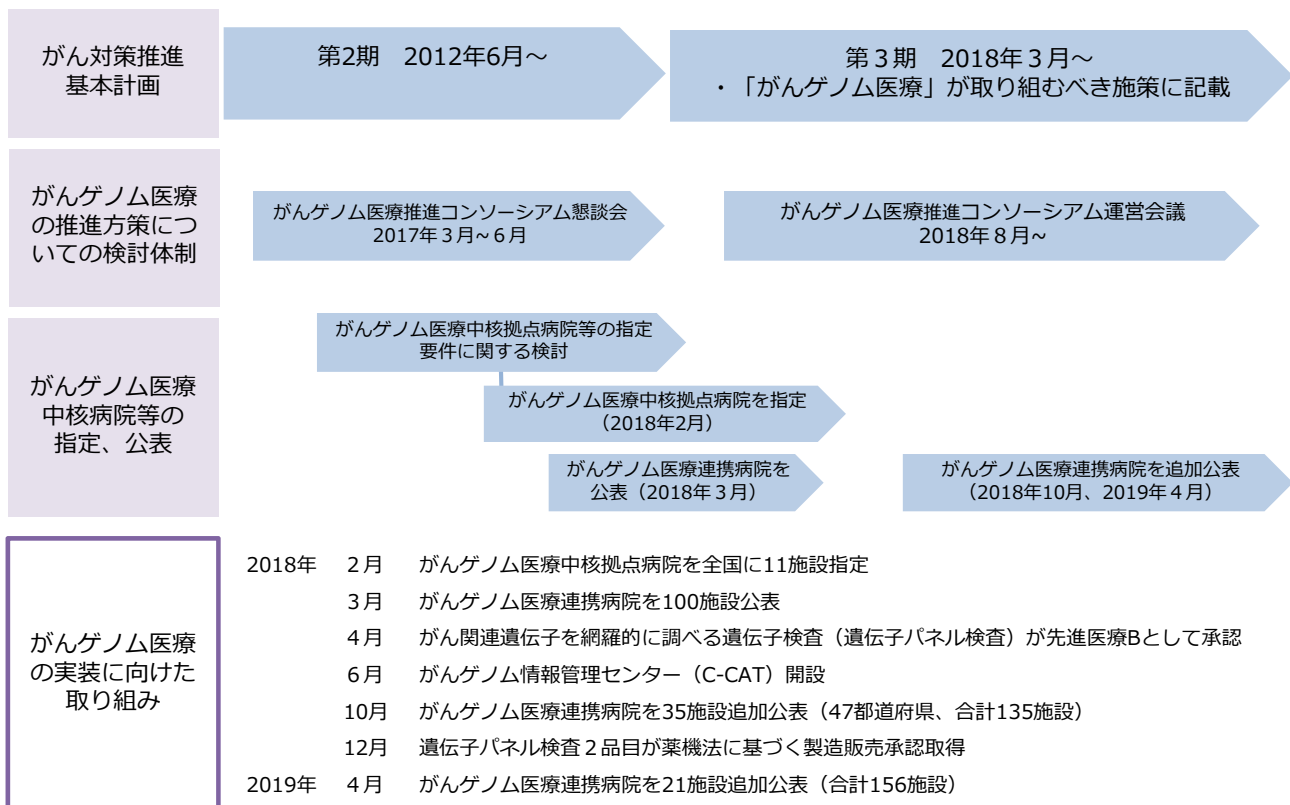 がん対策推進
基本計画
第2期　2012年6月～
第３期　2018年３月～
・「がんゲノム医療」が取り組むべき施策に記載
がんゲノム医療
の推進方策につ
いての検討体制
がんゲノム医療推進コンソーシアム懇談会
2017年３月~６月
がんゲノム医療推進コンソーシアム運営会議
2018年８月~
がんゲノム医療
中核病院等の
指定、公表
がんゲノム医療中核拠点病院等の指定
要件に関する検討
がんゲノム医療中核拠点病院を指定
（2018年2月）
がんゲノム医療連携病院を
公表（2018年３月）
がんゲノム医療連携病院を追加公表
（2018年10月、2019年４月）
がんゲノム医療
の実装に向けた
取り組み
2018年　２月　がんゲノム医療中核拠点病院を全国に11施設指定
３月　がんゲノム医療連携病院を100施設公表
４月　がん関連遺伝子を網羅的に調べる遺伝子検査（遺伝子パネル検査）が先進医療Bとして承認
６月　がんゲノム情報管理センター（C-CAT）開設
10月　がんゲノム医療連携病院を35施設追加公表（47都道府県、合計135施設）
12月　遺伝子パネル検査２品目が薬機法に基づく製造販売承認取得
2019年　４月　がんゲノム医療連携病院を21施設追加公表（合計156施設）